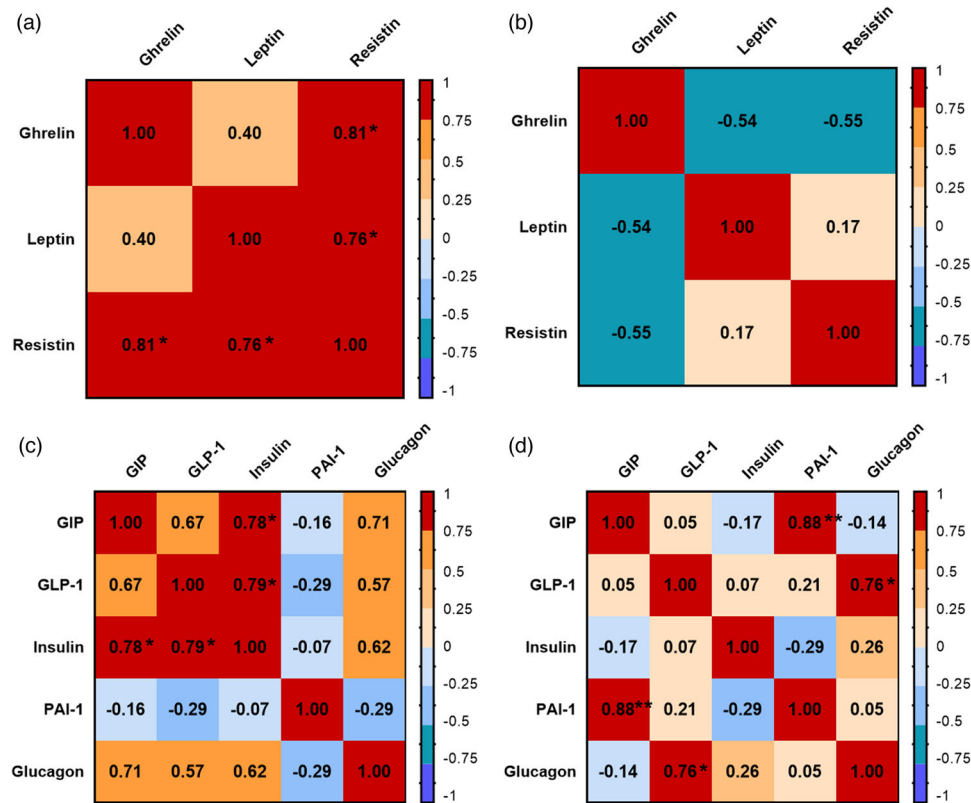 (a)
Ghrelin Leptin Resistin
Ghrelin 1.00 0.40 0.81*
Leptin 0.40 1.00 0.76*
Resistin 0.81* 0.76* 1.00
1
0.75
0.5
0.25
0
-0.25
-0.5
-0.75
-1
(b)
Ghrelin Leptin Resistin
Ghrelin 1.00 -0.54 -0.55
Leptin -0.54 1.00 0.17
Resistin -0.55 0.17 1.00
1
0.75
0.5
0.25
0
-0.25
-0.5
-0.75
-1
(c)
GIP GLP-1 Insulin PAI-1 Glucagon
GIP 1.00 0.67 0.78* -0.16 0.71
GLP-1 0.67 1.00 0.79* -0.29 0.57
Insulin 0.78* 0.79* 1.00 -0.07 0.62
PAI-1 -0.16 -0.29 -0.07 1.00 -0.29
Glucagon 0.71 0.57 0.62 -0.29 1.00
1
0.75
0.5
0.25
0
-0.25
-0.5
-0.75
-1
(d)
GIP GLP-1 Insulin PAI-1 Glucagon
GIP 1.00 0.05 -0.17 0.88** -0.14
GLP-1 0.05 1.00 0.07 0.21 0.76*
Insulin -0.17 0.07 1.00 -0.29 0.26
PAI-1 0.88** 0.21 -0.29 1.00 0.05
Glucagon -0.14 0.76* 0.26 0.05 1.00
1
0.75
0.5
0.25
0
-0.25
-0.5
-0.75
-1